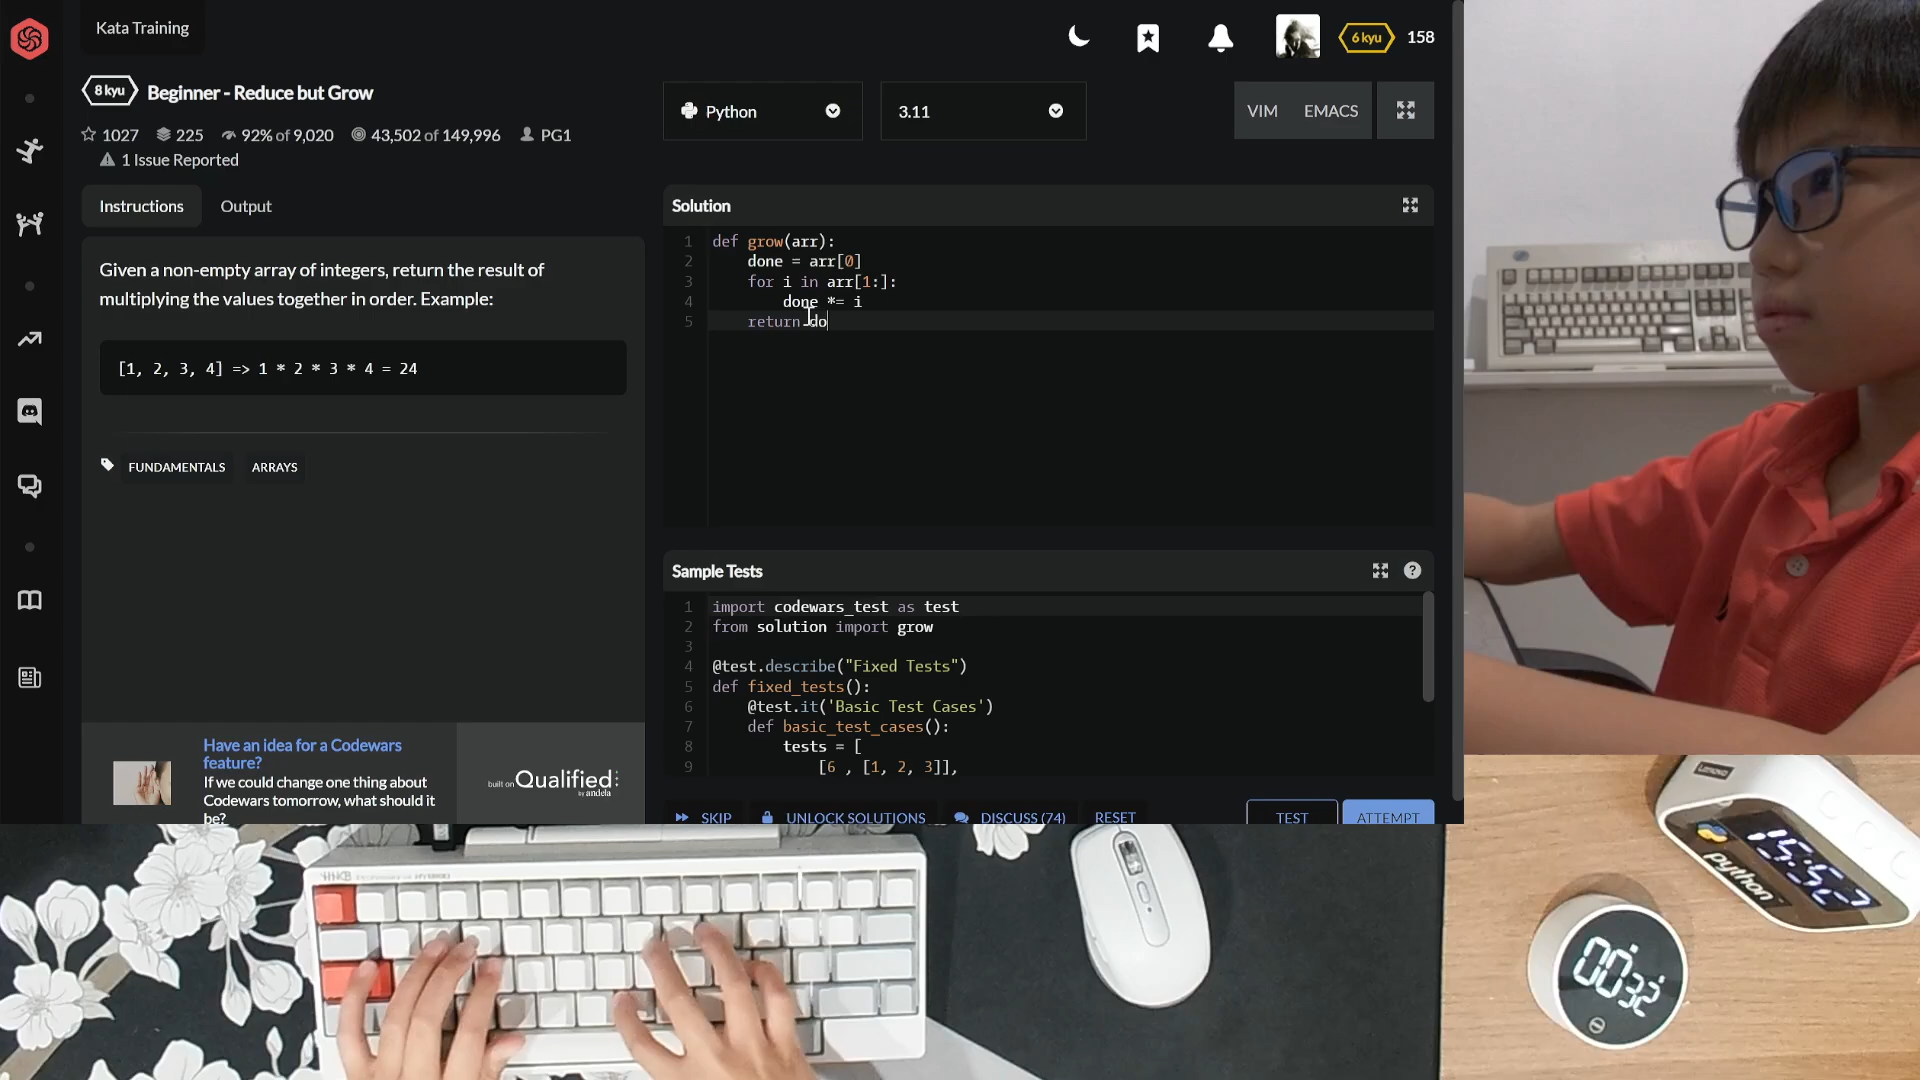 Kata Training
6 kyu
158
8 kyu
Beginner - Reduce but Grow
1027
225
92% of 9,020
43,502 of 149,996
PG1
1 Issue Reported
Python
3.11
VIM
EMACS
Instructions
Output
Given a non-empty array of integers, return the result of
multiplying the values together in order. Example:
[1, 2, 3, 4] => 1 * 2 * 3 * 4 = 24
FUNDAMENTALS
ARRAYS
Have an idea for a Codewars
feature?
If we could change one thing about
Codewars tomorrow, what should it
be?
built on Qualified
by andela
Solution
1 def grow(arr):
2 done = arr[0]
3 for i in arr[1:]:
4 done *= i
5 return do
Sample Tests
?
1 import codewars_test as test
2 from solution import grow
3
4 @test.describe("Fixed Tests")
5 def fixed_tests():
6 @test.it('Basic Test Cases')
7 def basic_test_cases():
8 tests = [
9 [6 , [1, 2, 3]],
SKIP
UNLOCK SOLUTIONS
DISCUSS (74)
RESET
TEST
ATTEMPT
Lenovo
15:52
python
00:32